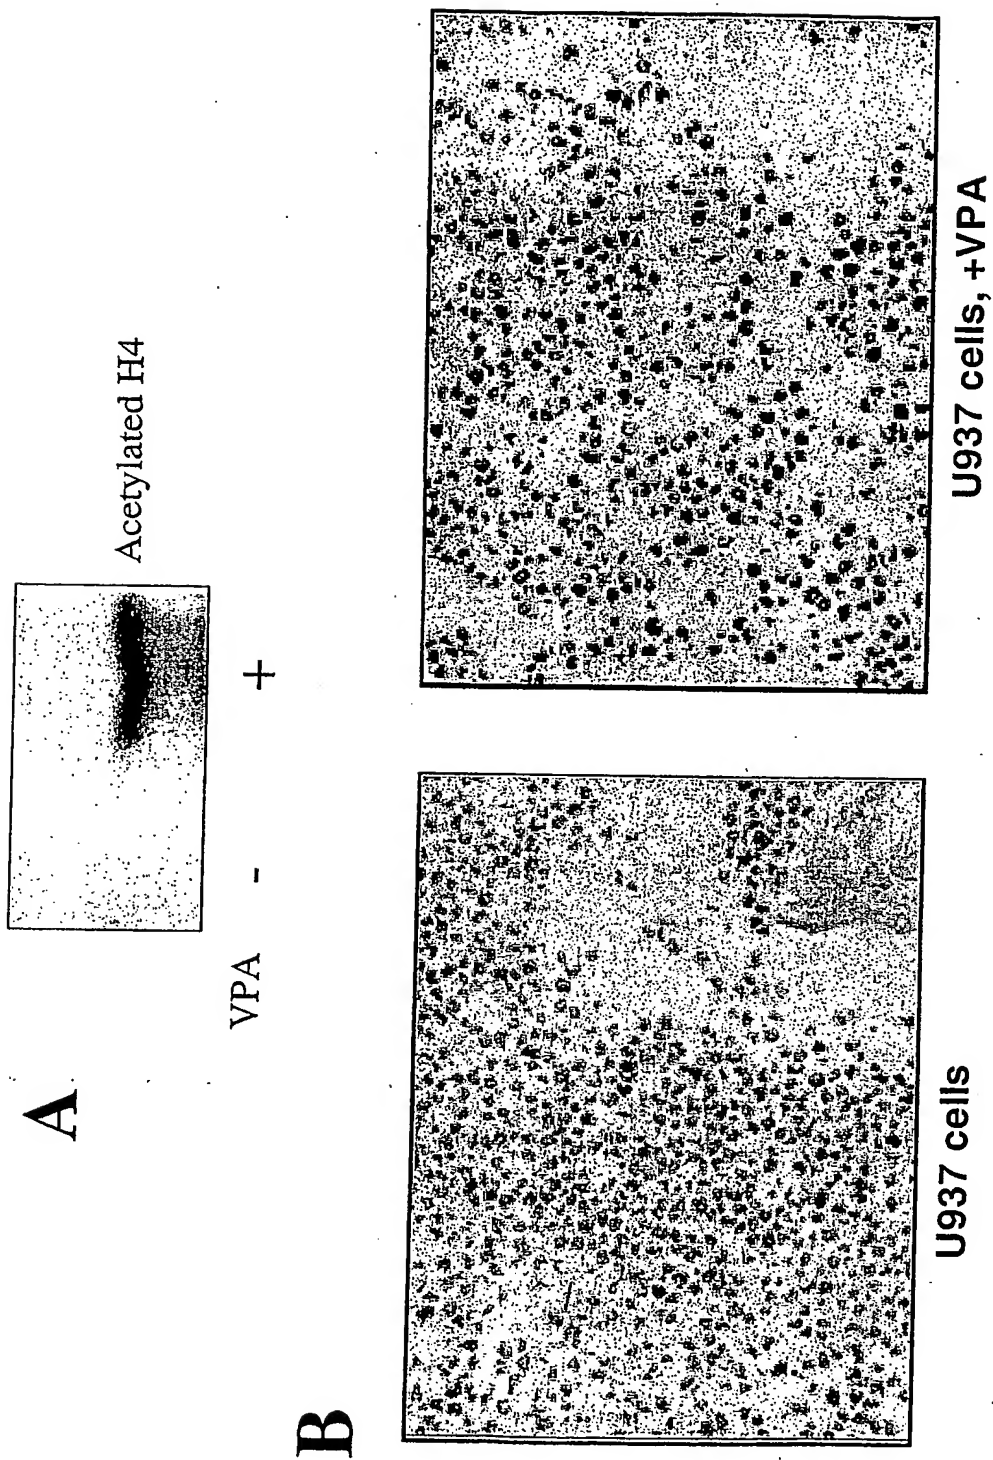 A
Acetylated H4
VPA - +
B
U937 cells
U937 cells, +VPA